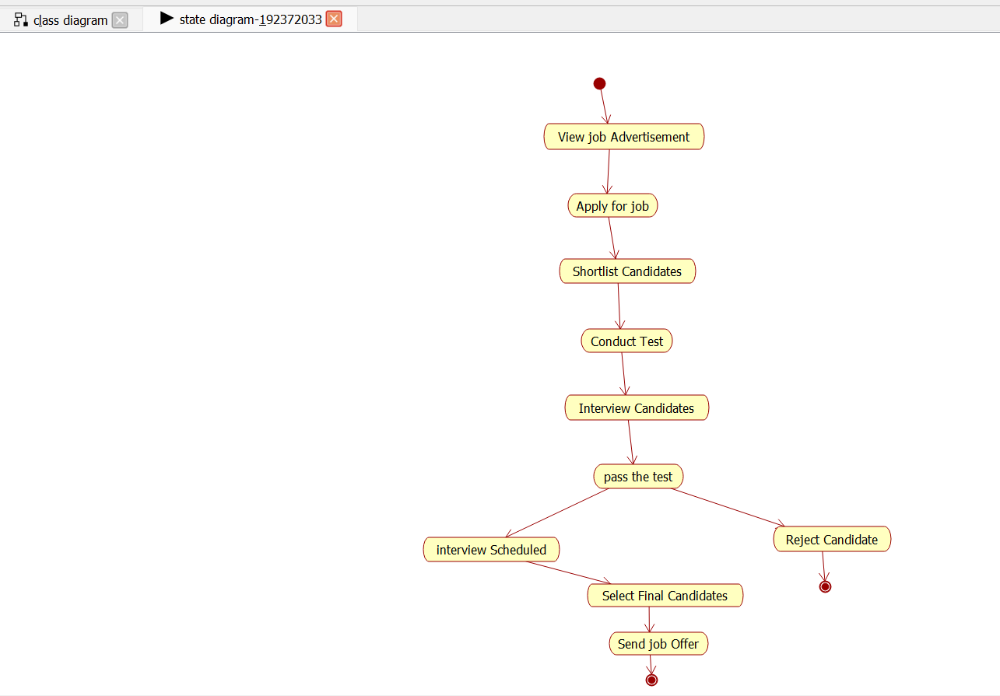 class diagram
state diagram-192372033
View job Advertisement
Apply for job
Shortlist Candidates
Conduct Test
Interview Candidates
pass the test
interview Scheduled
Reject Candidate
Select Final Candidates
Send job Offer